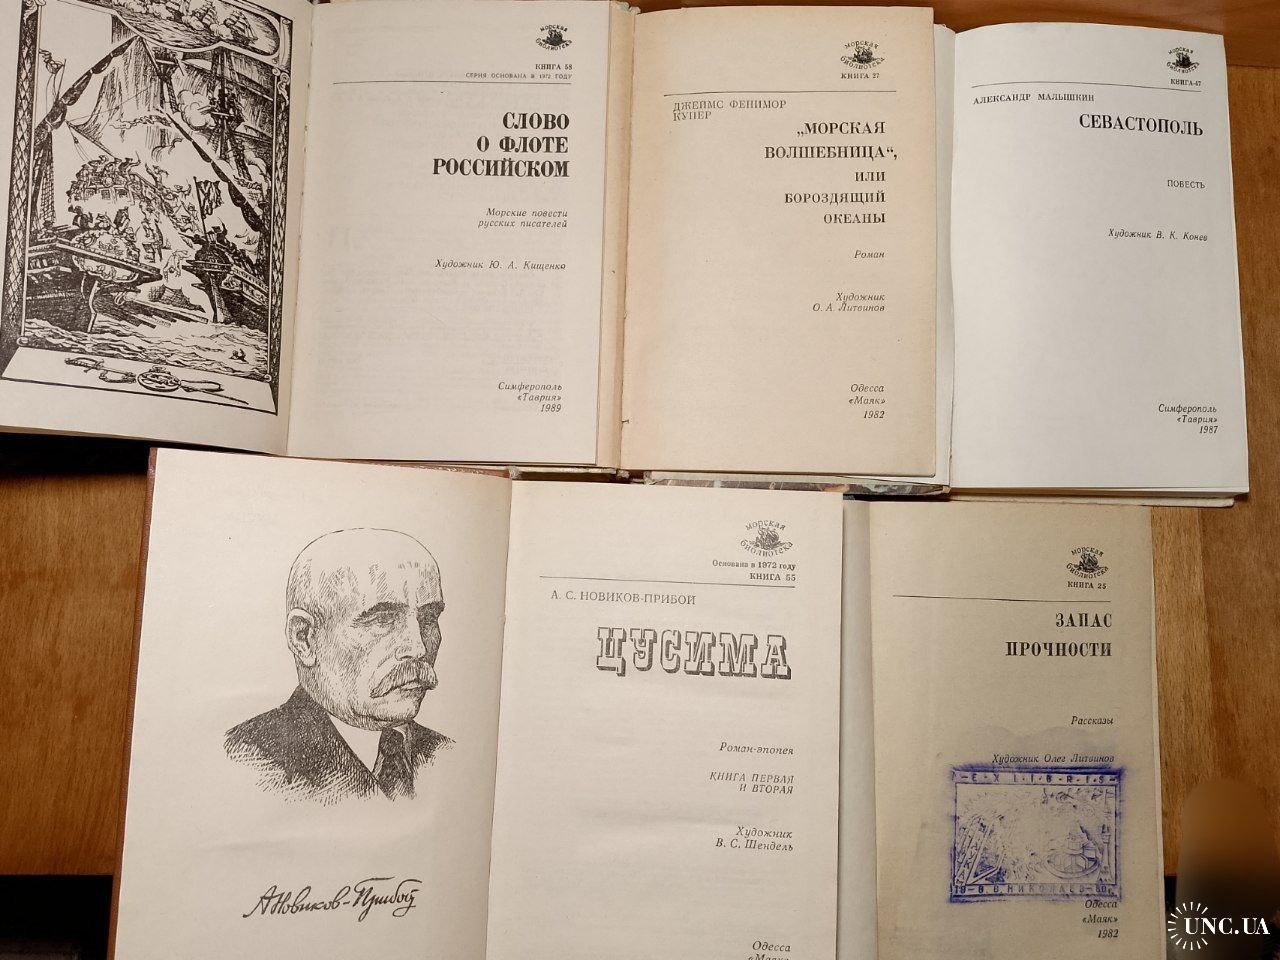 морская
библиотека
КНИГА 58
СЕРИЯ ОСНОВАНА В 1972 ГОДУ
СЛОВО
О ФЛОТЕ
РОССИЙСКОМ
Морские повести
русских писателей
Художник Ю. А. Кищенко
Симферополь
«Таврия»
1989
морская
библиотека
КНИГА 27
ДЖЕЙМС ФЕНИМОР
КУПЕР
„МОРСКАЯ
ВОЛШЕБНИЦА“,
ИЛИ
БОРОЗДЯЩИЙ
ОКЕАНЫ
Роман
Художник
О. А. Литвинов
Одесса
«Маяк»
1982
морская
библиотека
КНИГА-47
АЛЕКСАНДР МАЛЫШКИН
СЕВАСТОПОЛЬ
ПОВЕСТЬ
Художник В. К. Конев
Симферополь
«Таврия»
1987
А Новиков-Прибой
морская
библиотека
Основана в 1972 году
КНИГА 55
А. С. НОВИКОВ-ПРИБОЙ
ЦУСИМА
Роман-эпопея
КНИГА ПЕРВАЯ
И ВТОРАЯ
Художник
В. С. Шендель
Одесса
«Маяк»
морская
библиотека
КНИГА 25
ЗАПАС
ПРОЧНОСТИ
Рассказы
Художник Олег Литвинов
EXLIBRIS
НИКОЛАЕВ
Одесса
«Маяк»
1982
UNC.UA